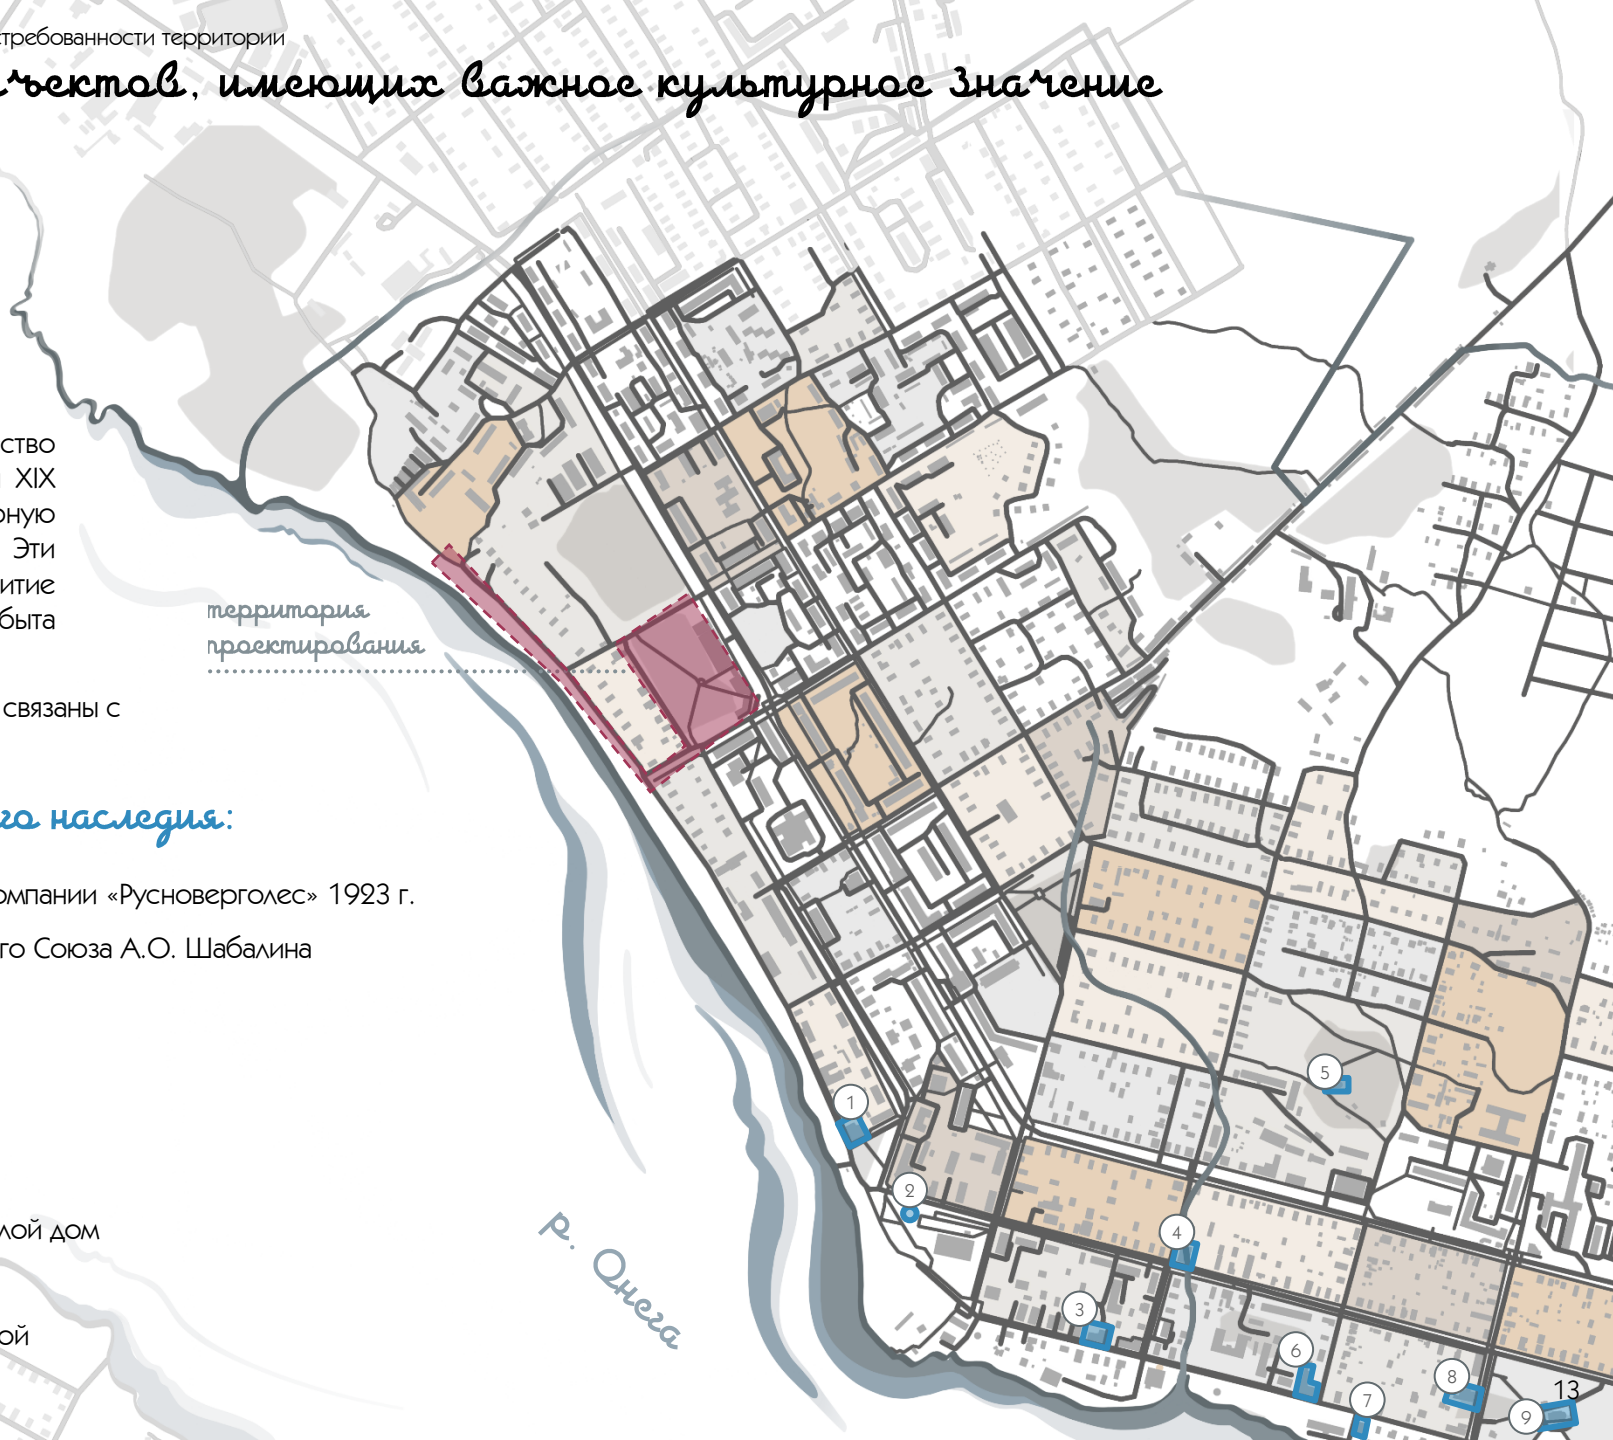 требованности территории
ъектов, имеющих важное культурное значение
ство
XIX
рную
Эти
итие
быта
территория
проектирования
связаны с
го наследия:
омпании «Русноверголес» 1923 г.
го Союза А.О. Шабалина
1
2
р. Онега
лой дом
ой
3
4
5
6
7
8
13
9